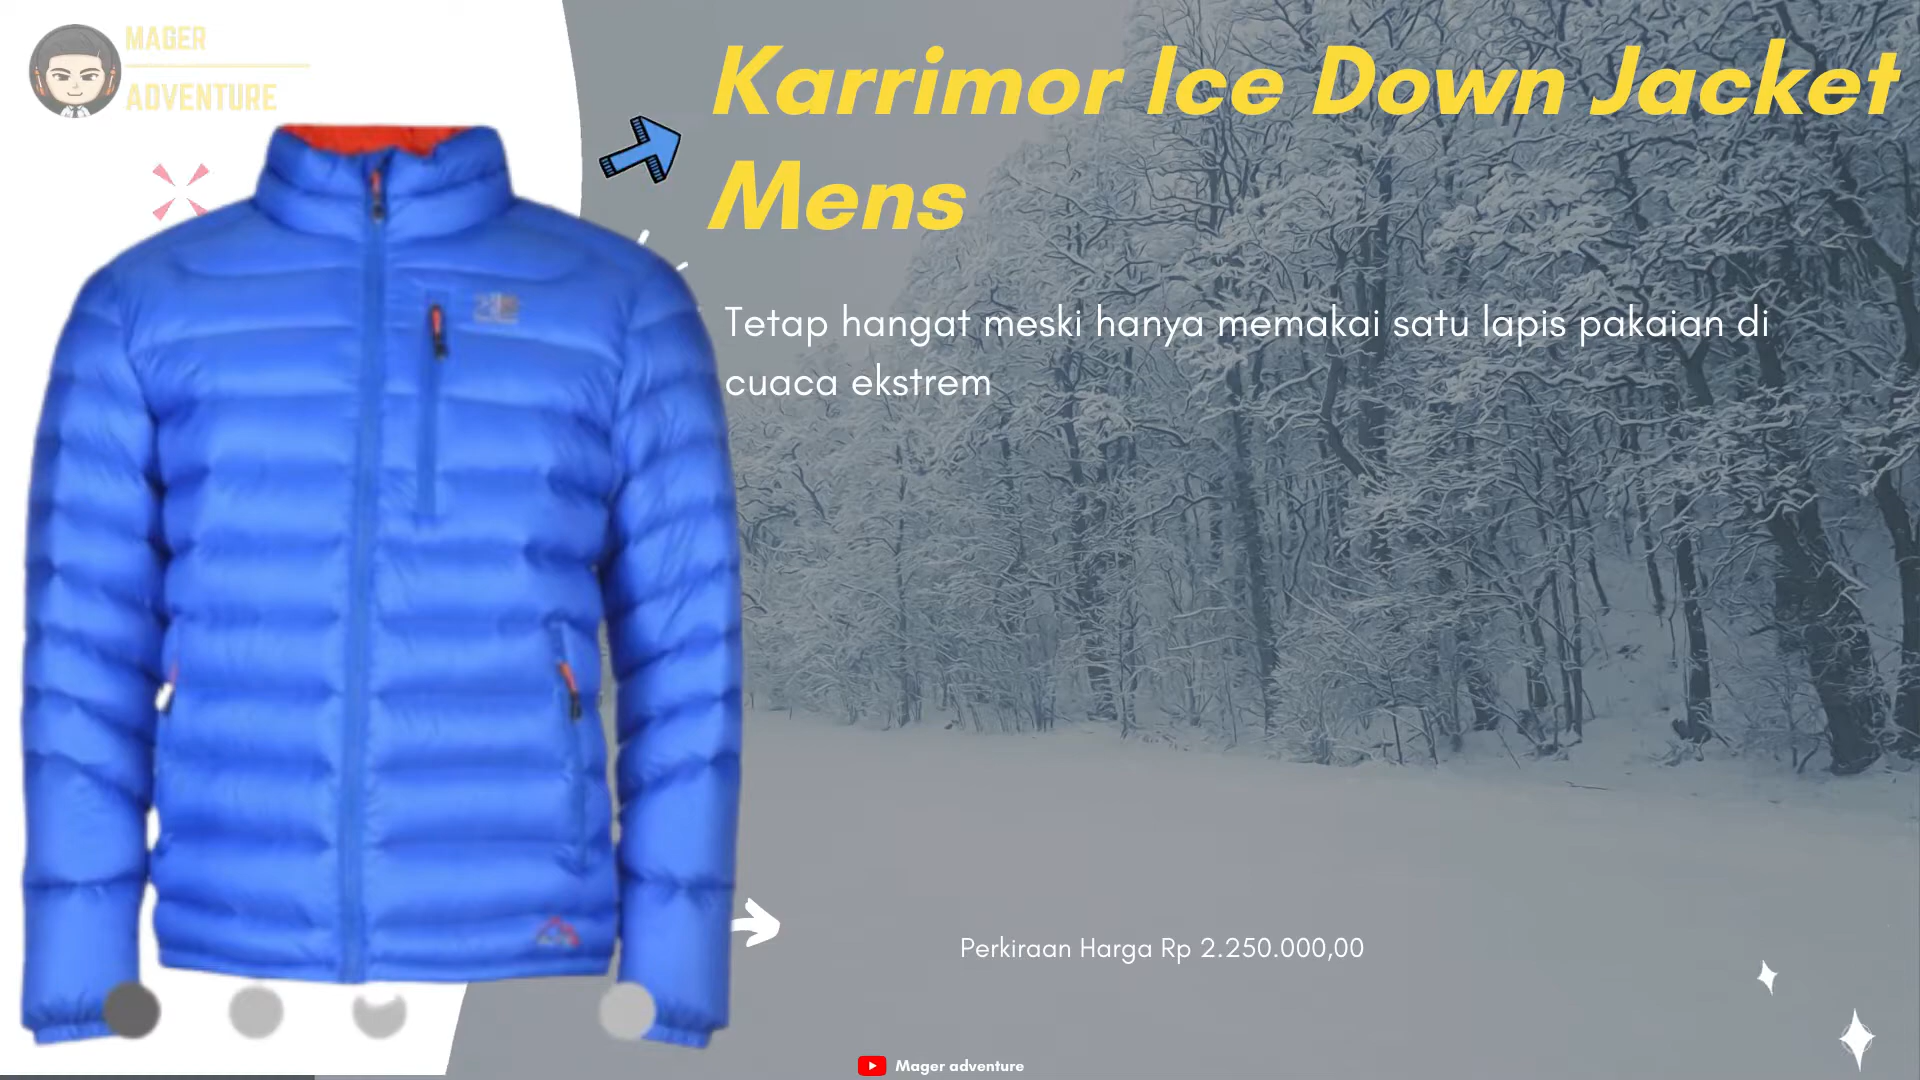 MAGER
ADVENTURE
Karrimor Ice Down Jacket
Mens
Tetap hangat meski hanya memakai satu lapis pakaian di
cuaca ekstrem
Perkiraan Harga Rp 2.250.000,00
Mager adventure